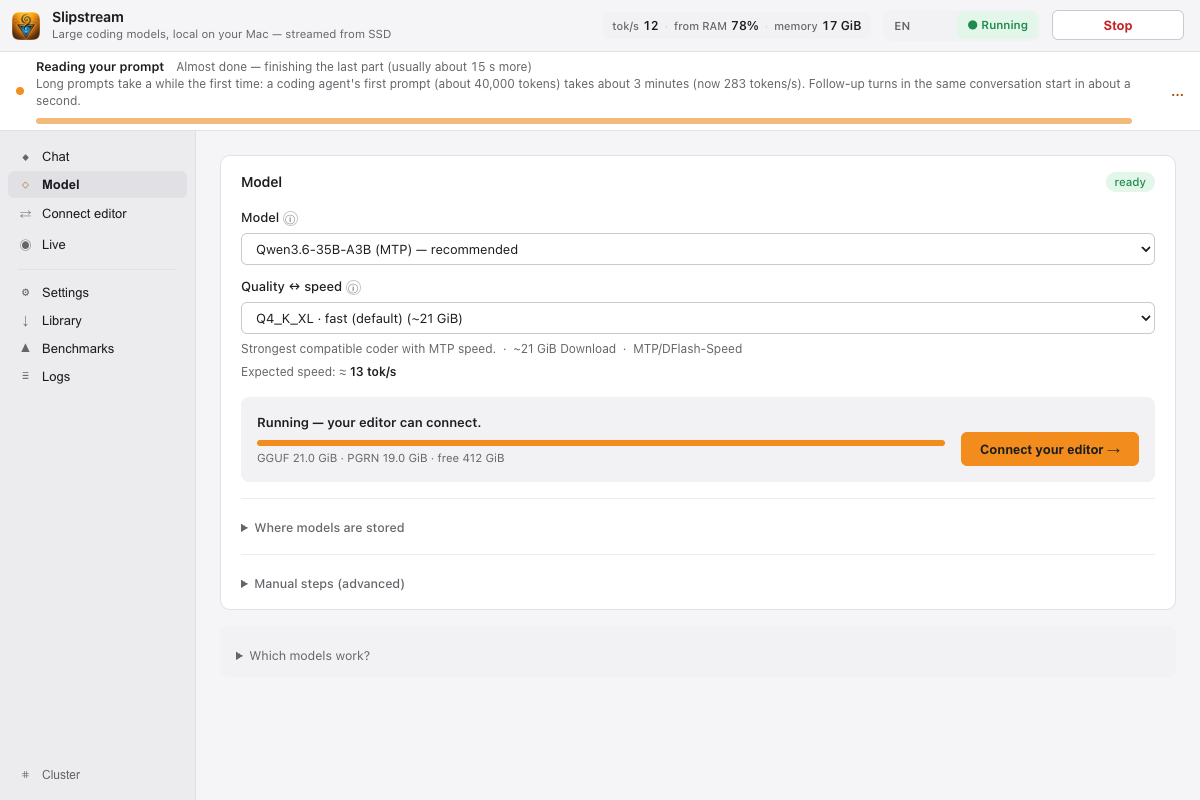 Slipstream
Large coding models, local on your Mac — streamed from SSD
tok/s 12 · from RAM 78% · memory 17 GiB
EN
Running
Stop
Reading your prompt Almost done — finishing the last part (usually about 15 s more)
Long prompts take a while the first time: a coding agent's first prompt (about 40,000 tokens) takes about 3 minutes (now 283 tokens/s). Follow-up turns in the same conversation start in about a
second.
...
Chat
Model
Connect editor
Live
Settings
Library
Benchmarks
Logs
Cluster
Model
ready
Model ⓘ
Qwen3.6-35B-A3B (MTP) — recommended
Quality ↔ speed ⓘ
Q4_K_XL · fast (default) (~21 GiB)
Strongest compatible coder with MTP speed. · ~21 GiB Download · MTP/DFlash-Speed
Expected speed: ≈ 13 tok/s
Running — your editor can connect.
GGUF 21.0 GiB · PGRN 19.0 GiB · free 412 GiB
Connect your editor →
Where models are stored
Manual steps (advanced)
Which models work?